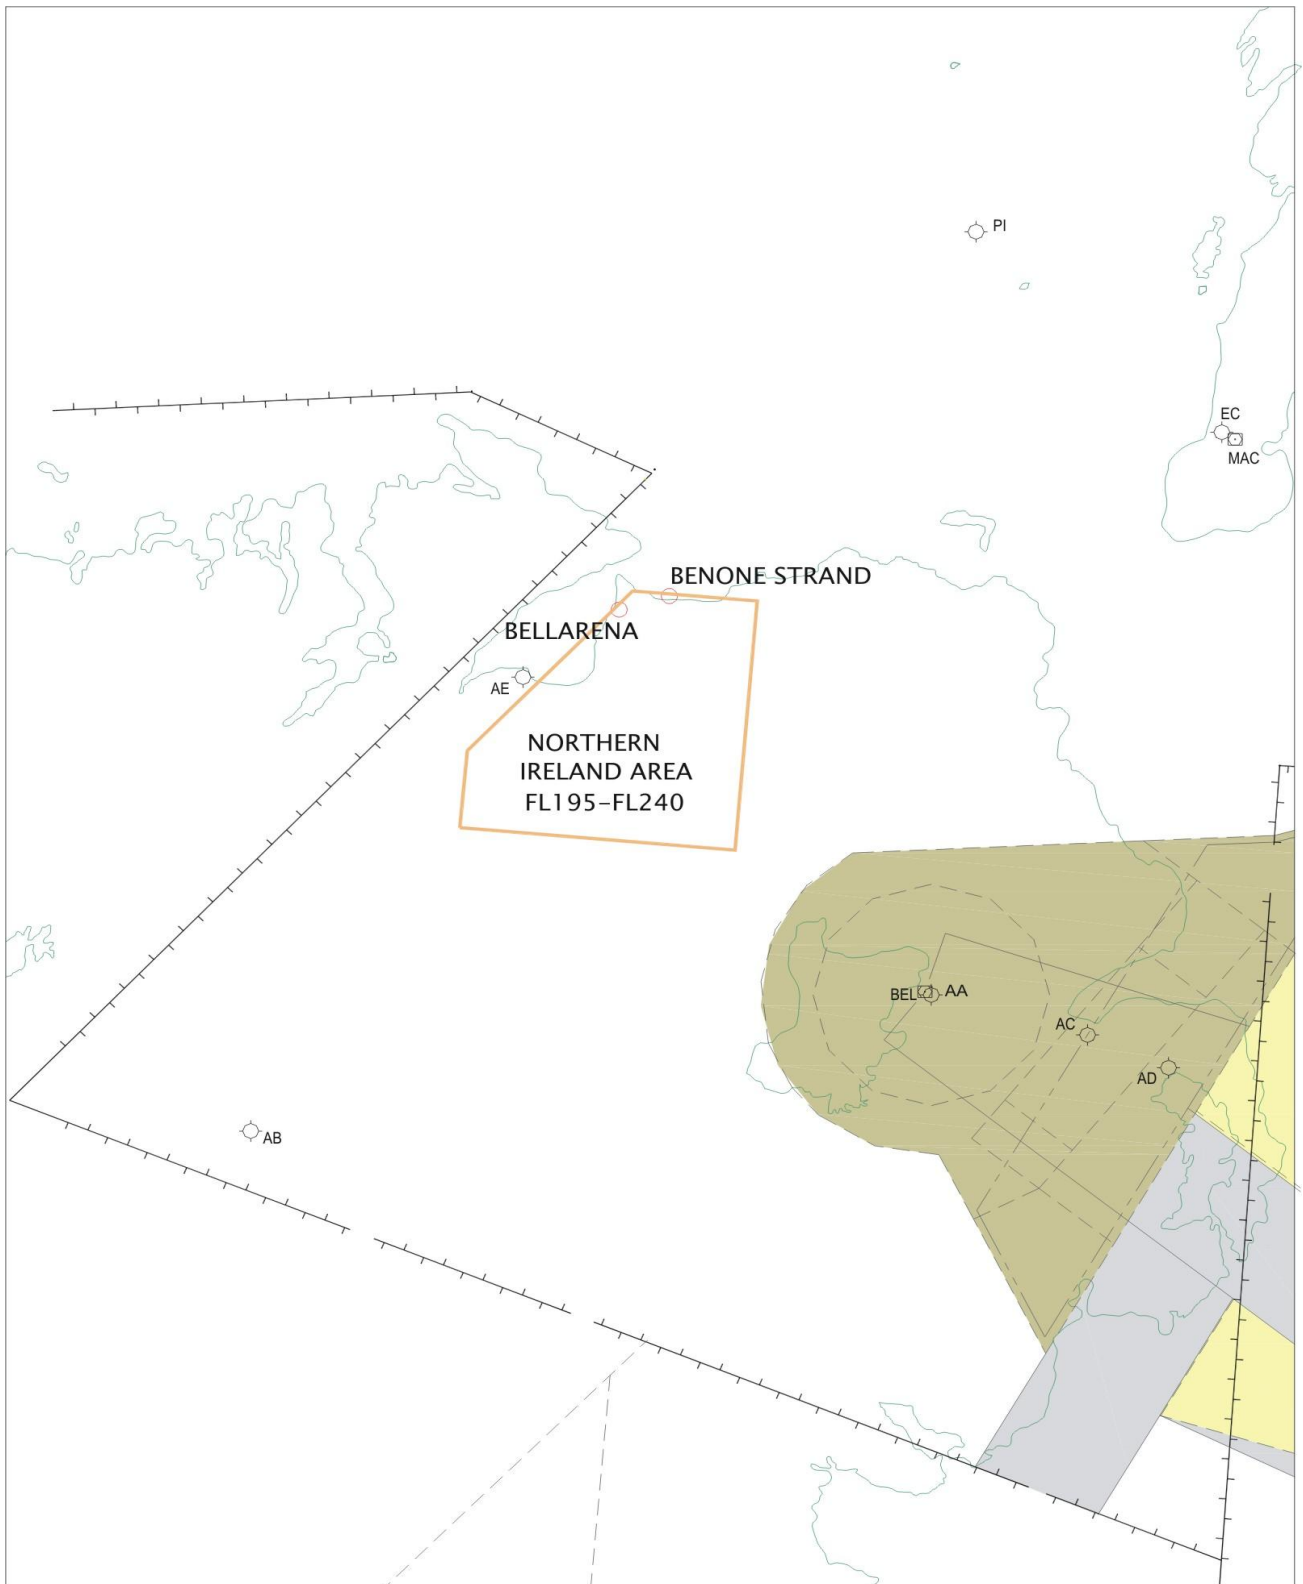 PI
EC
MAC
BENONE STRAND
BELLARENA
AE
NORTHERN
IRELAND AREA
FL195-FL240
BEL
AA
AC
AD
AB